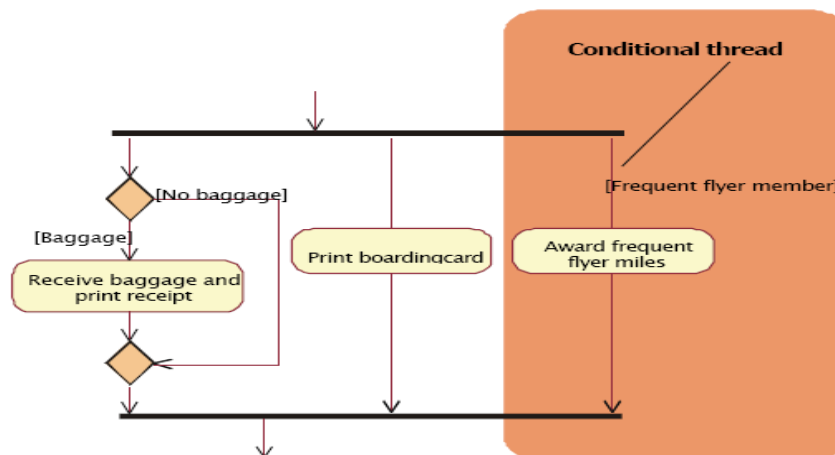 Conditional thread
[No baggage]
[Frequent flyer member]
[Baggage]
Receive baggage and
print receipt
Print boardingcard
Award frequent
flyer miles